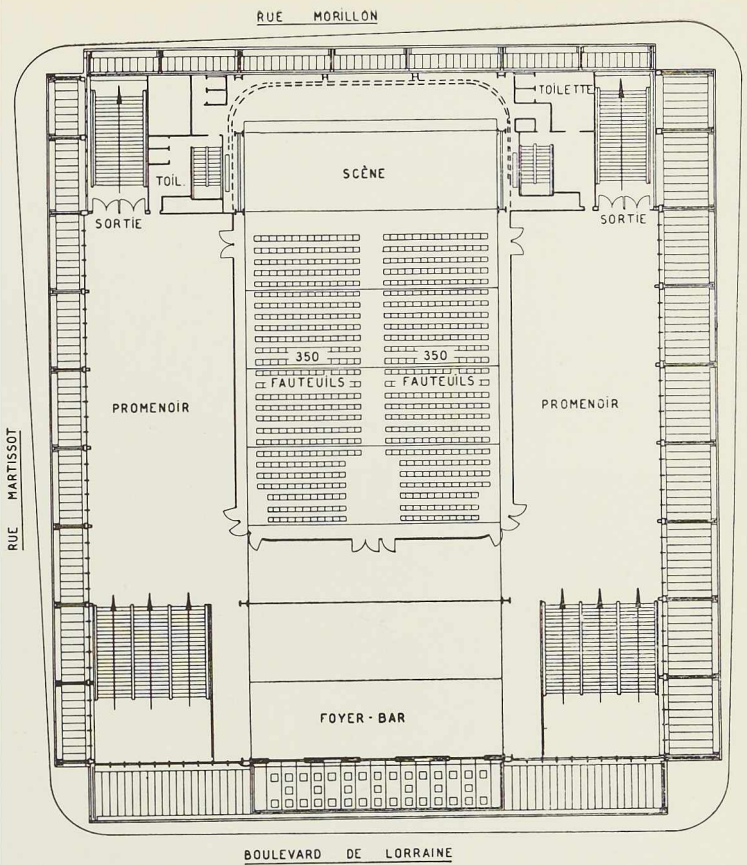 RUE MORILLON
TOILETTE
SCÈNE
TOIL.
SORTIE
SORTIE
350
350
FAUTEUILS
FAUTEUILS
PROMENOIR
PROMENOIR
RUE MARTISSOT
FOYER-BAR
BOULEVARD DE LORRAINE